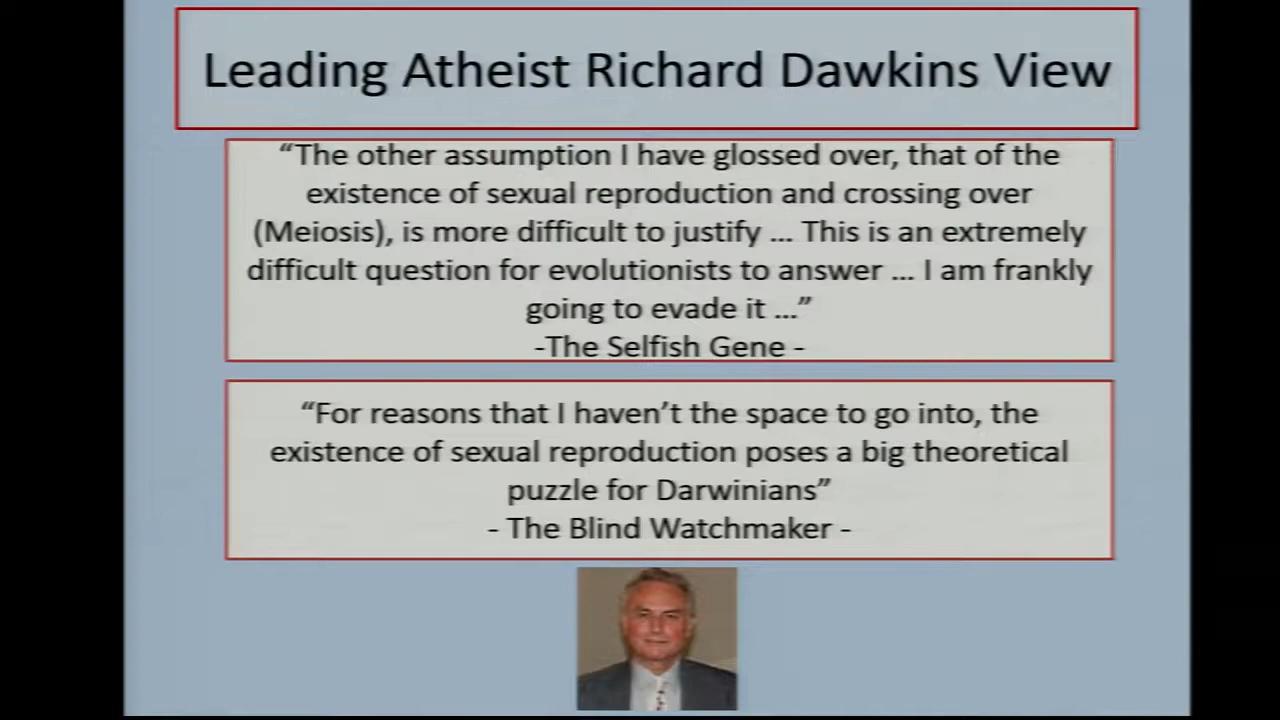 Leading Atheist Richard Dawkins View
“The other assumption I have glossed over, that of the
existence of sexual reproduction and crossing over
(Meiosis), is more difficult to justify ... This is an extremely
difficult question for evolutionists to answer ... I am frankly
going to evade it ...”
-The Selfish Gene -
“For reasons that I haven’t the space to go into, the
existence of sexual reproduction poses a big theoretical
puzzle for Darwinians”
- The Blind Watchmaker -